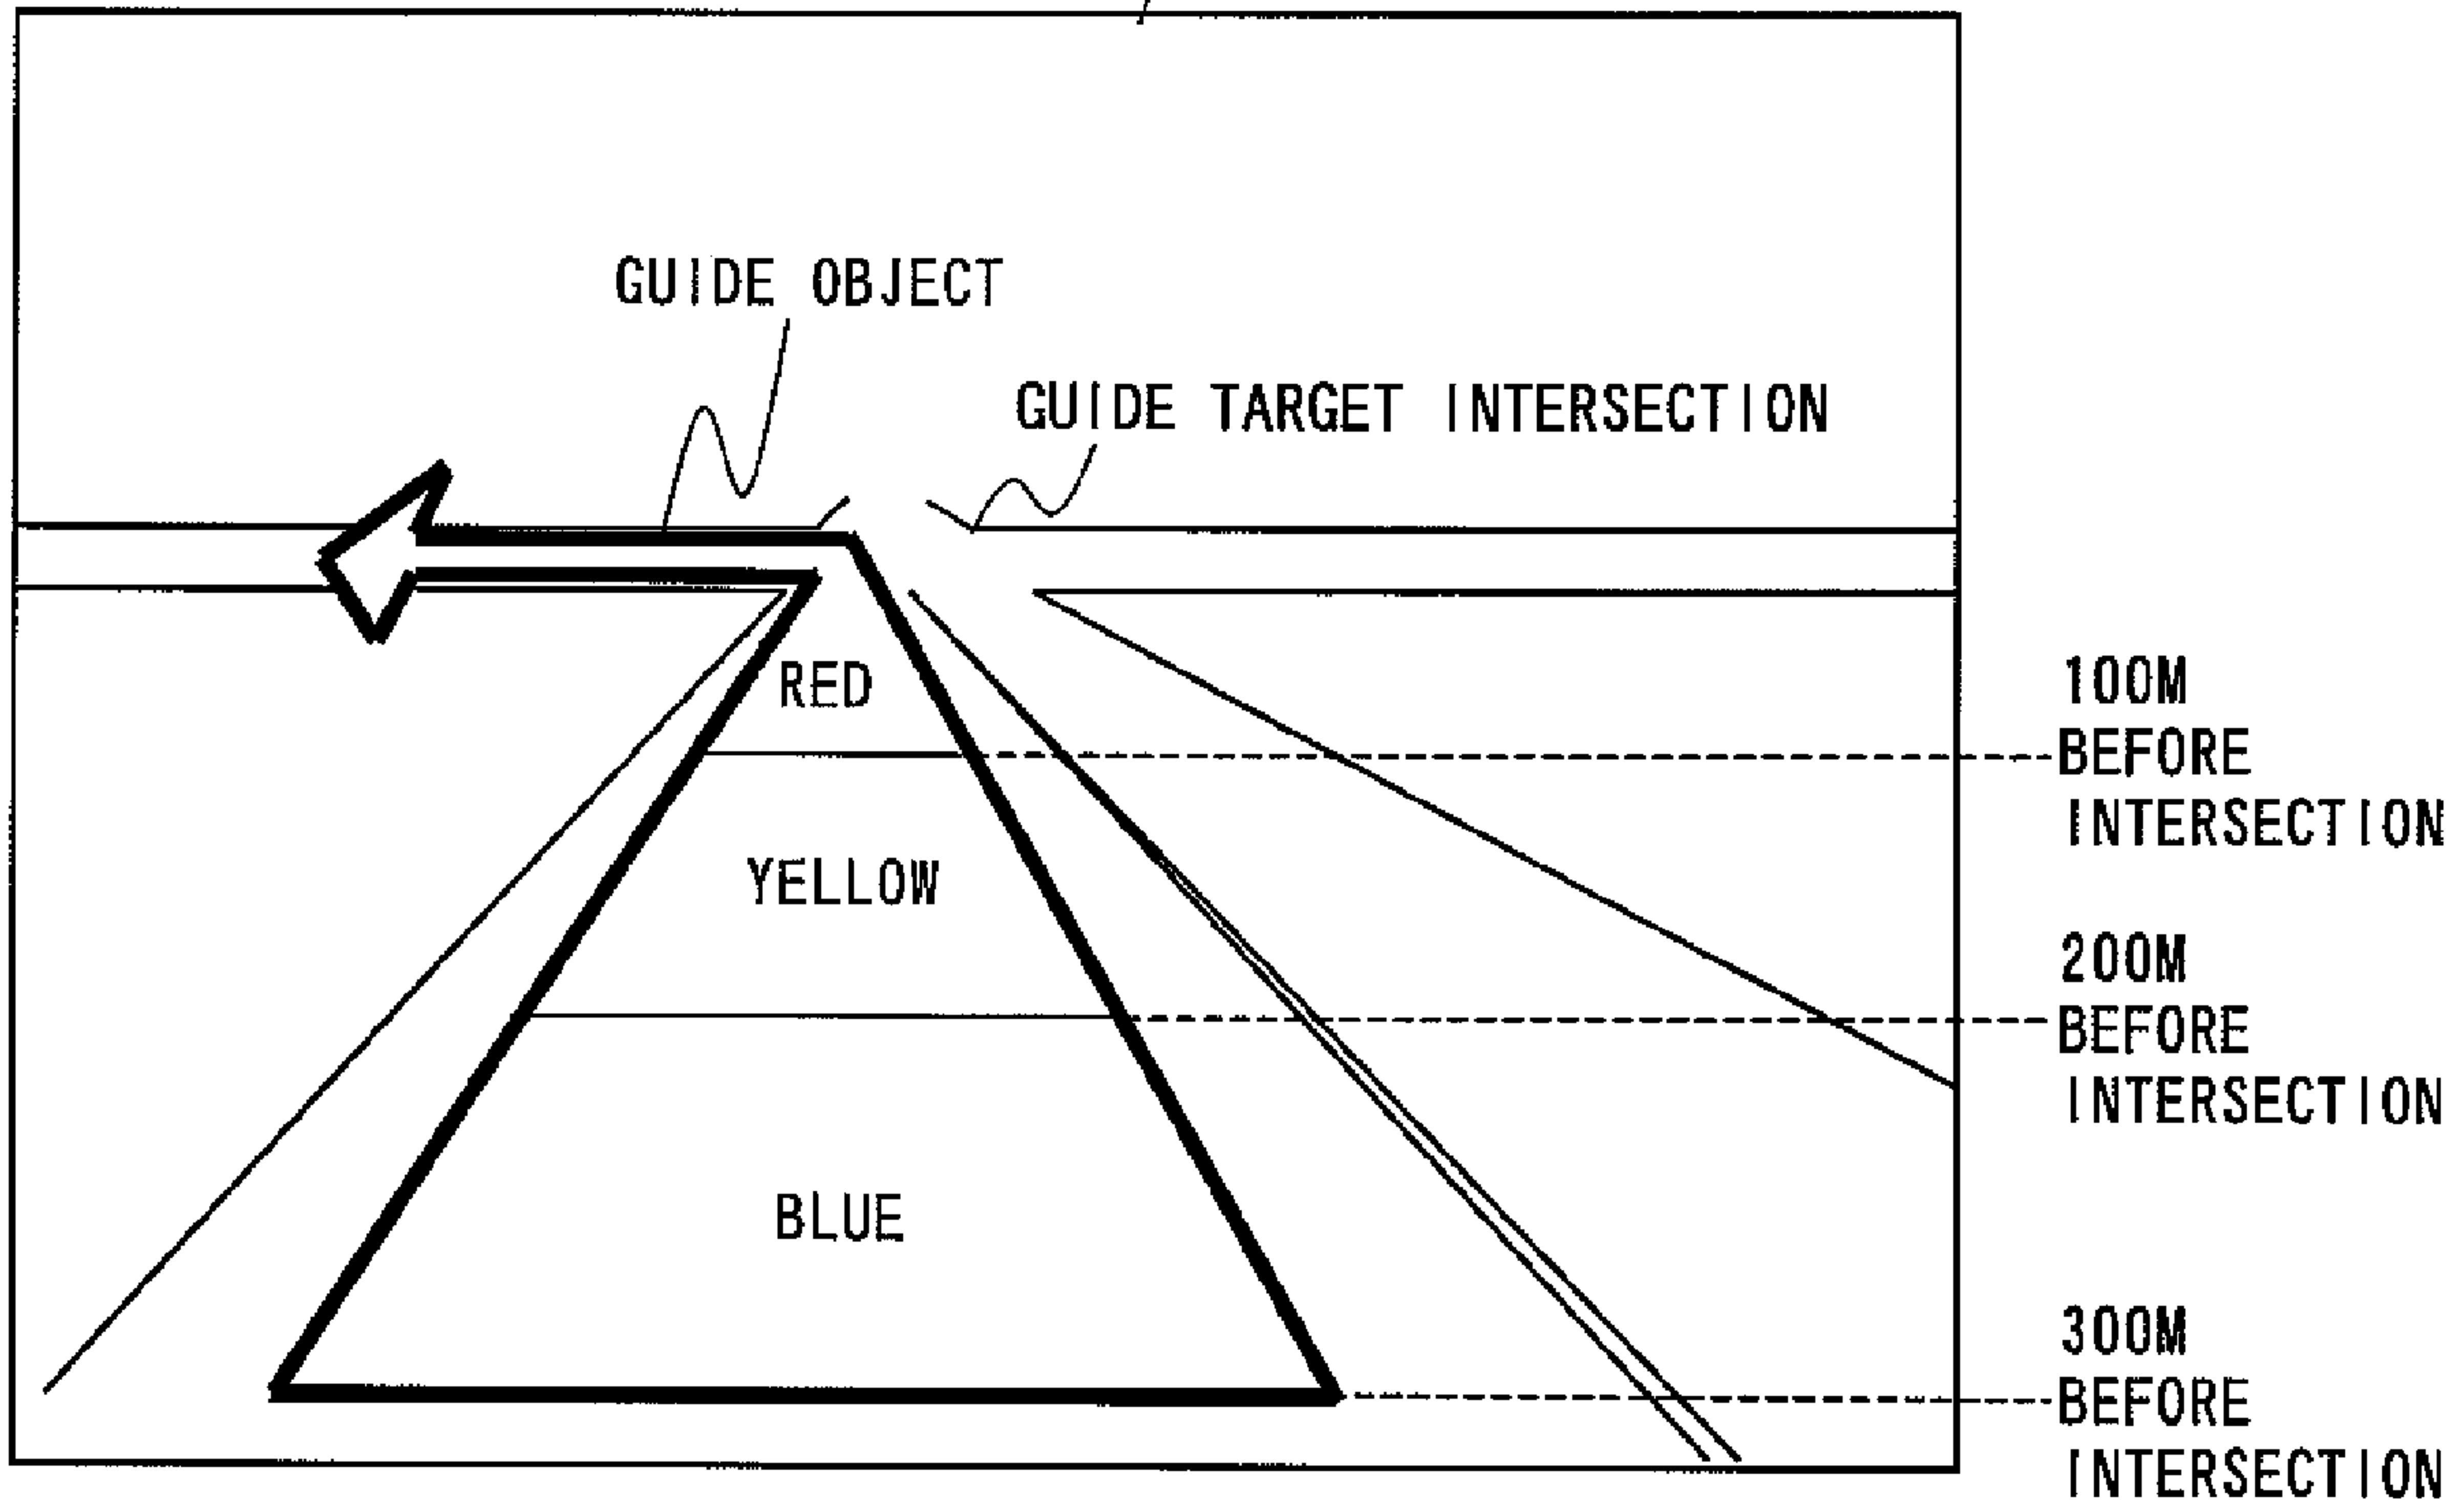 GUIDE OBJECT
GUIDE TARGET INTERSECTION
RED
100M
BEFORE
INTERSECTION
YELLOW
200M
BEFORE
INTERSECTION
BLUE
300M
BEFORE
INTERSECTION